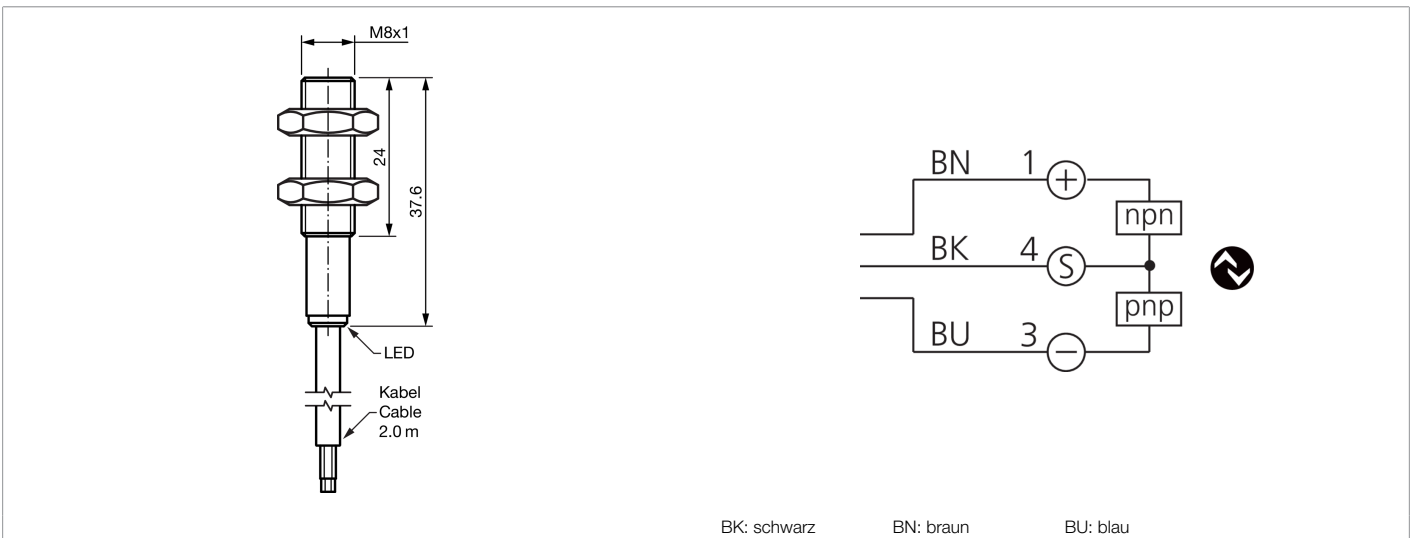 M8x1
24
37.6
LED
Kabel
Cable
2.0 m
BN 1 +
npn
BK 4 S
pnp
BU 3 −
BK: schwarz BN: braun BU: blau